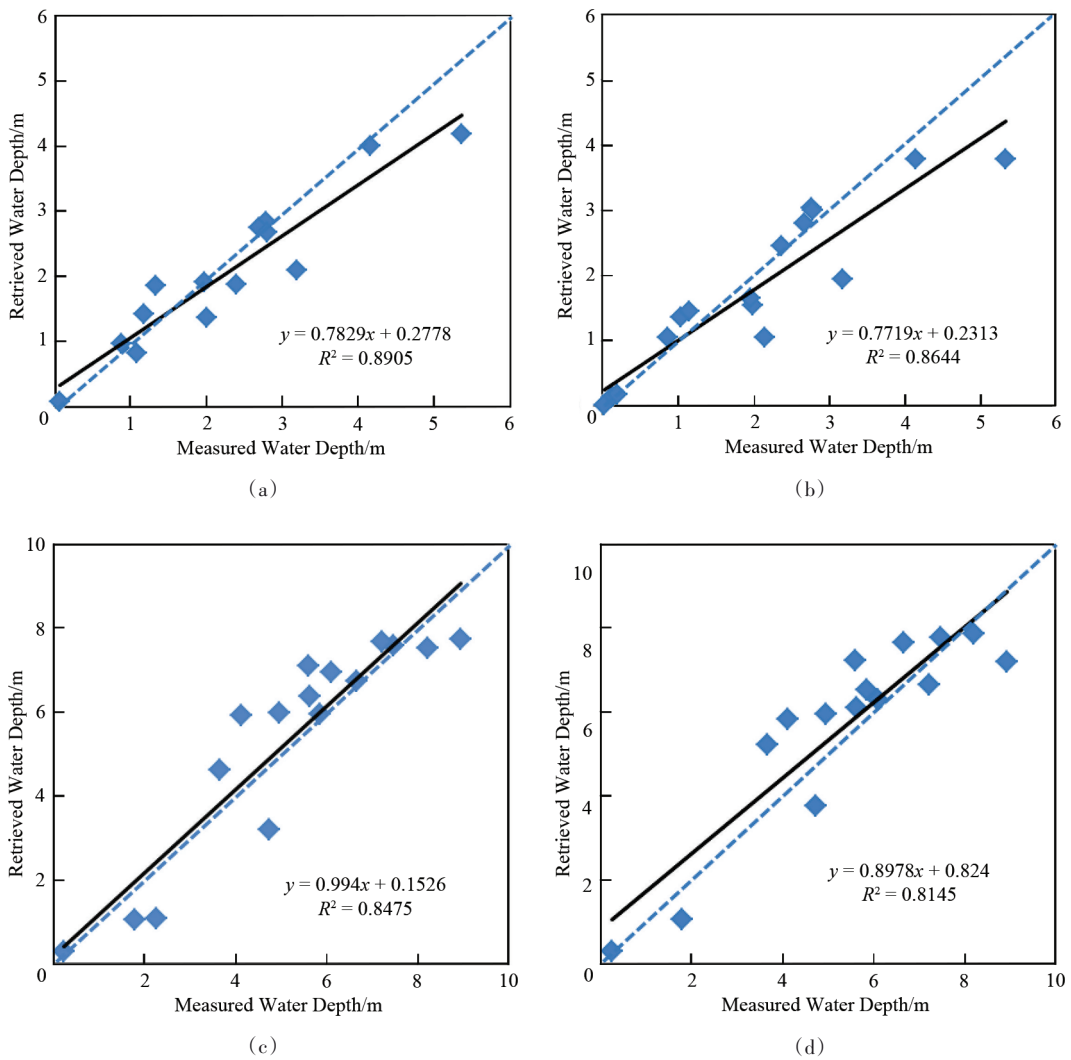 6
5
4
3
2
1
0
Retrieved Water Depth/m
y = 0.7829x + 0.2778
R² = 0.8905
1 2 3 4 5 6
Measured Water Depth/m
(a)
6
5
4
3
2
1
0
Retrieved Water Depth/m
y = 0.7719x + 0.2313
R² = 0.8644
1 2 3 4 5 6
Measured Water Depth/m
(b)
10
8
6
4
2
0
Retrieved Water Depth/m
y = 0.994x + 0.1526
R² = 0.8475
2 4 6 8 10
Measured Water Depth/m
(c)
10
8
6
4
2
0
Retrieved Water Depth/m
y = 0.8978x + 0.824
R² = 0.8145
2 4 6 8 10
Measured Water Depth/m
(d)